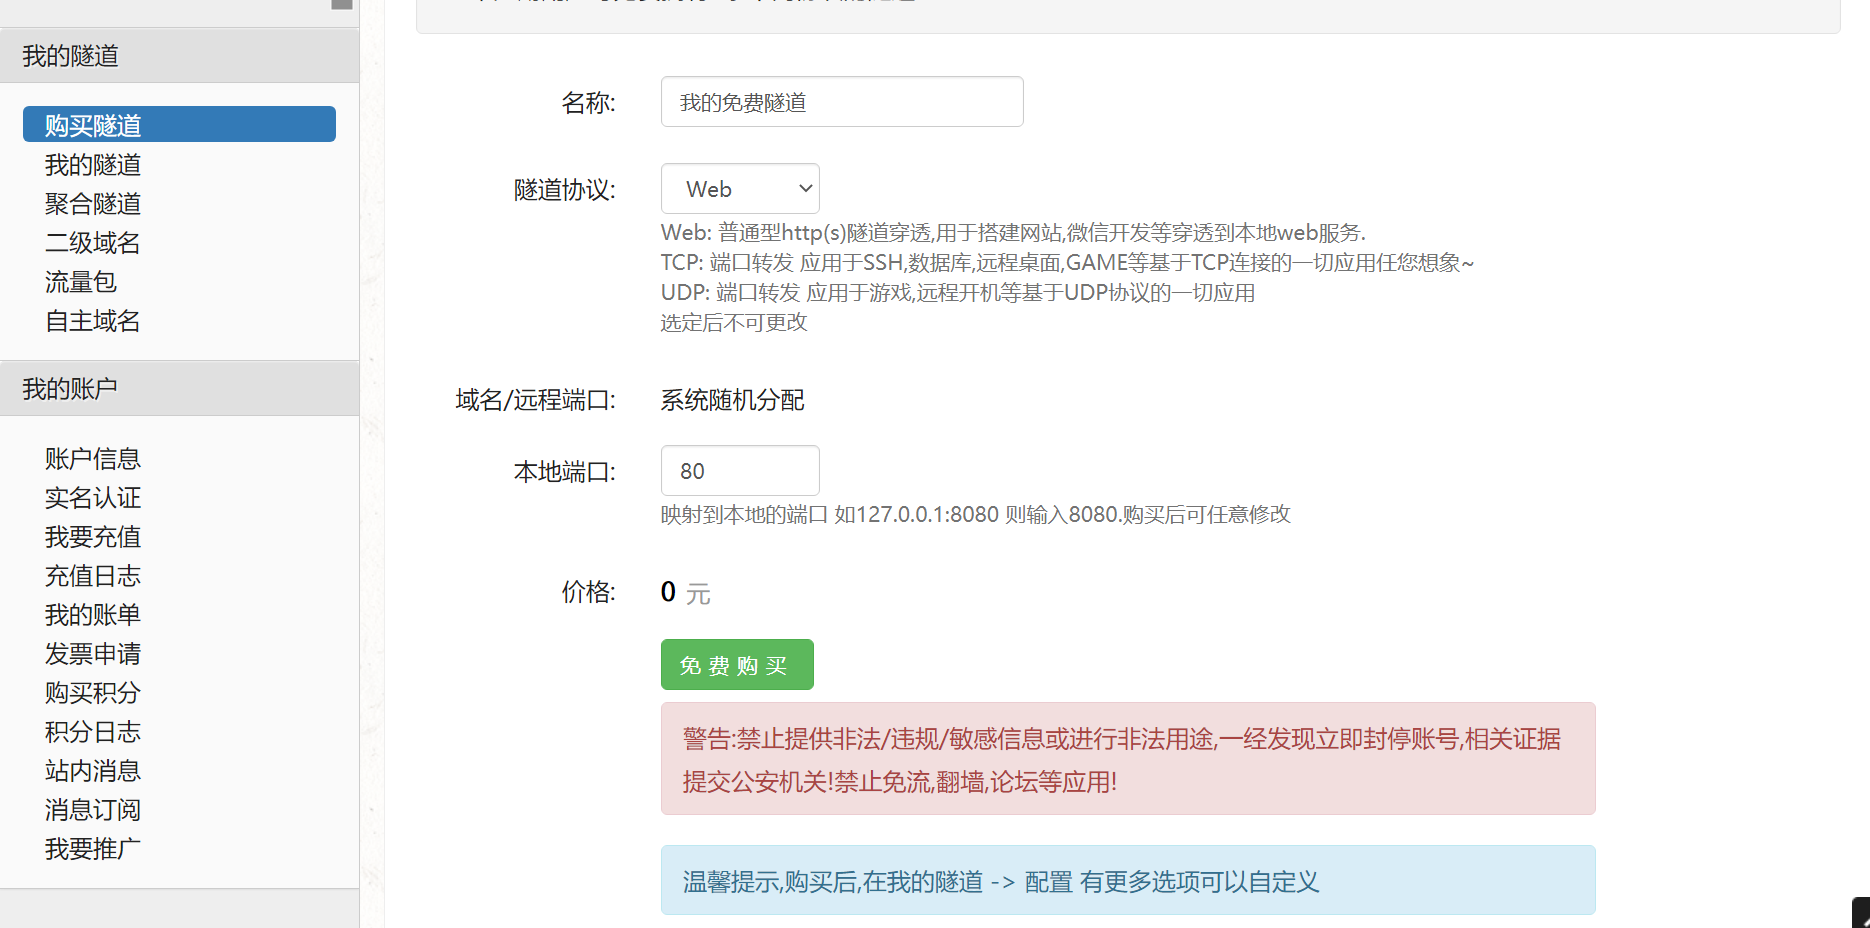 我的隧道
购买隧道
我的隧道
聚合隧道
二级域名
流量包
自主域名
我的账户
账户信息
实名认证
我要充值
充值日志
我的账单
发票申请
购买积分
积分日志
站内消息
消息订阅
我要推广
名称: 我的免费隧道
隧道协议: Web
Web: 普通型http(s)隧道穿透,用于搭建网站,微信开发等穿透到本地web服务.
TCP: 端口转发 应用于SSH,数据库,远程桌面,GAME等基于TCP连接的一切应用任您想象~
UDP: 端口转发 应用于游戏,远程开机等基于UDP协议的一切应用
选定后不可更改
域名/远程端口: 系统随机分配
本地端口: 80
映射到本地的端口 如127.0.0.1:8080 则输入8080.购买后可任意修改
价格: 0 元
免费购买
警告:禁止提供非法/违规/敏感信息或进行非法用途,一经发现立即封停账号,相关证据
提交公安机关!禁止免流,翻墙,论坛等应用!
温馨提示,购买后,在我的隧道 -> 配置 有更多选项可以自定义